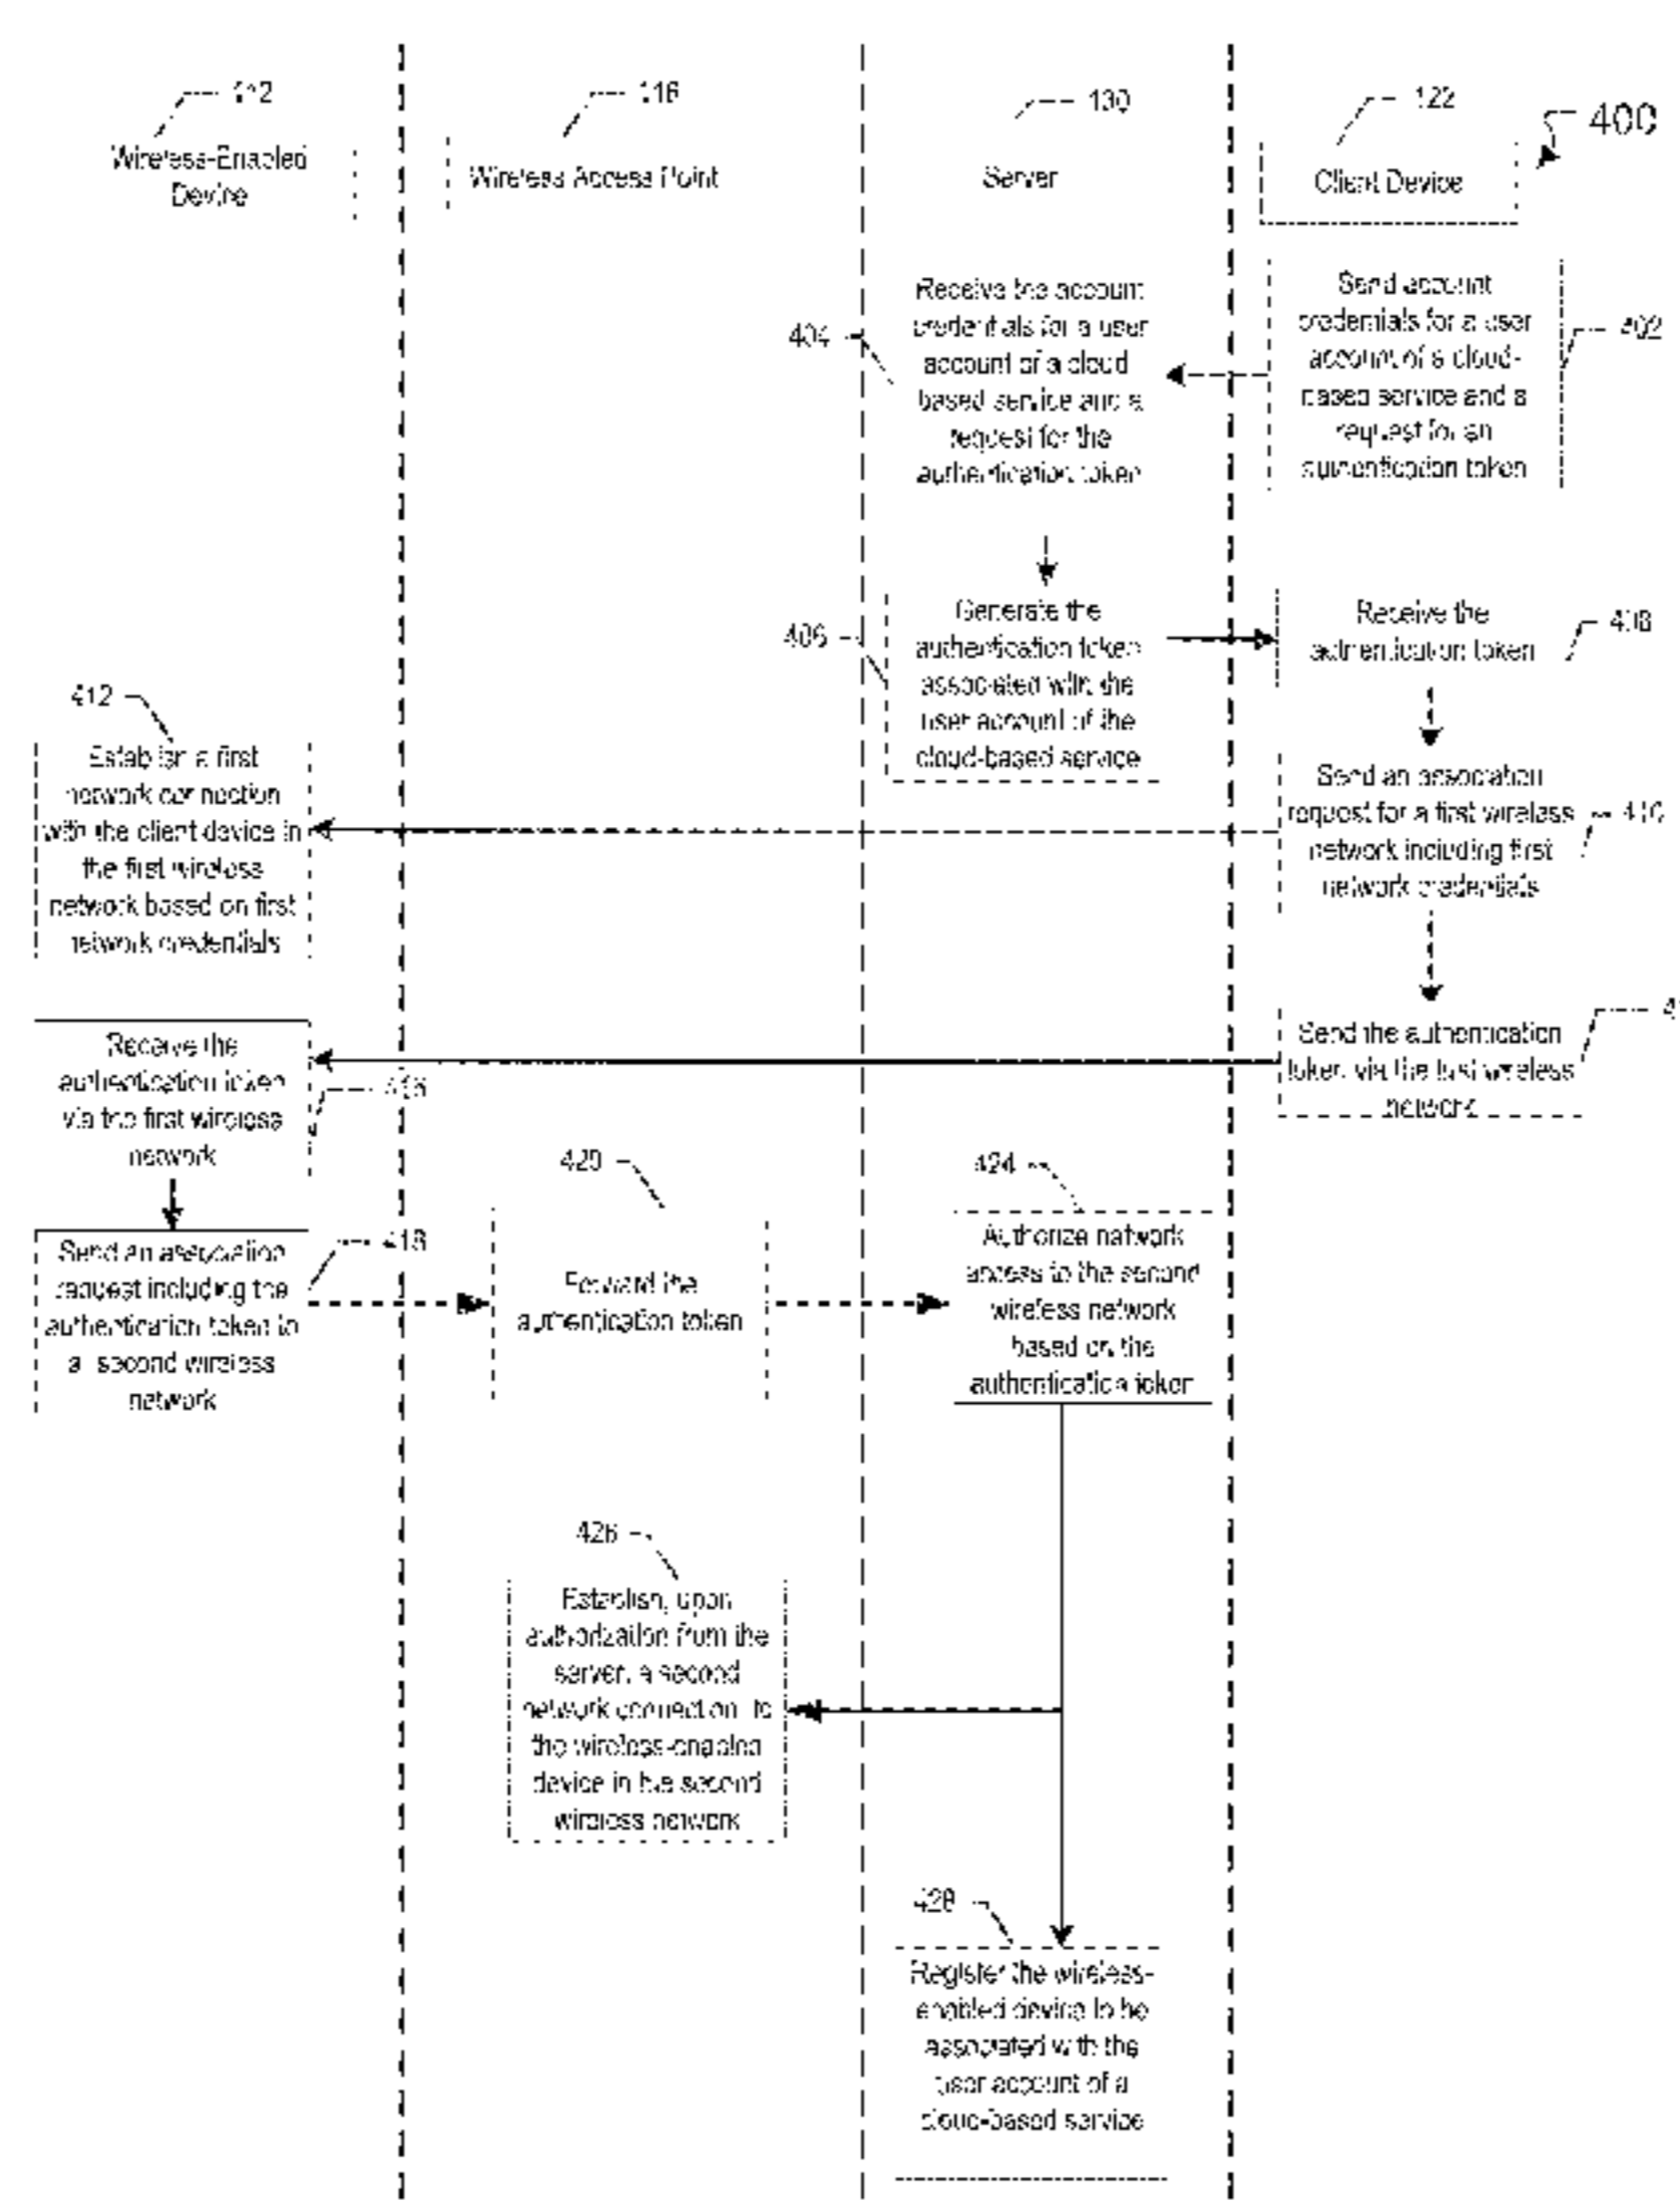 116
130
122
400
Wireless-Enabled
Device
Wireless Access Point
Server
Client Device
Send account
credentials for a user
account of a cloud-
based service and a
request for an
authentication token
402
404
Receive the account
credentials for a user
account of a cloud
based service and a
request for the
authentication token
406
Generate the
authentication token
associated with the
user account of the
cloud-based service
Receive the
authentication token
408
Send an association
request for a first wireless
network including first
network credentials
410
412
Establish a first
network connection
with the client device in
the first wireless
network based on first
network credentials
Send the authentication
token via the first wireless
network
Receive the
authentication token
via the first wireless
network
416
Send an association
request including the
authentication token to
a second wireless
network
418
420
Forward the
authentication token
424
Authorize network
access to the second
wireless network
based on the
token
426
Establish, upon
authorization from the
server, a second
network connection to
the wireless-enabled
device in the second
wireless network
428
Register the wireless-
enabled device to be
associated with the
user account of a
cloud-based service